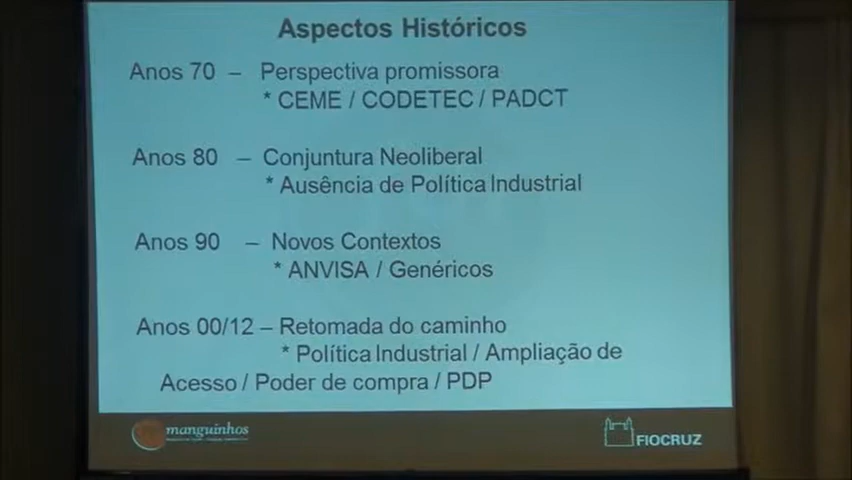 Aspectos Históricos
Anos 70 – Perspectiva promissora
* CEME / CODETEC / PADCT
Anos 80 – Conjuntura Neoliberal
* Ausência de Política Industrial
Anos 90 – Novos Contextos
* ANVISA / Genéricos
Anos 00/12 – Retomada do caminho
* Política Industrial / Ampliação de
Acesso / Poder de compra / PDP
manguinhos
FIOCRUZ